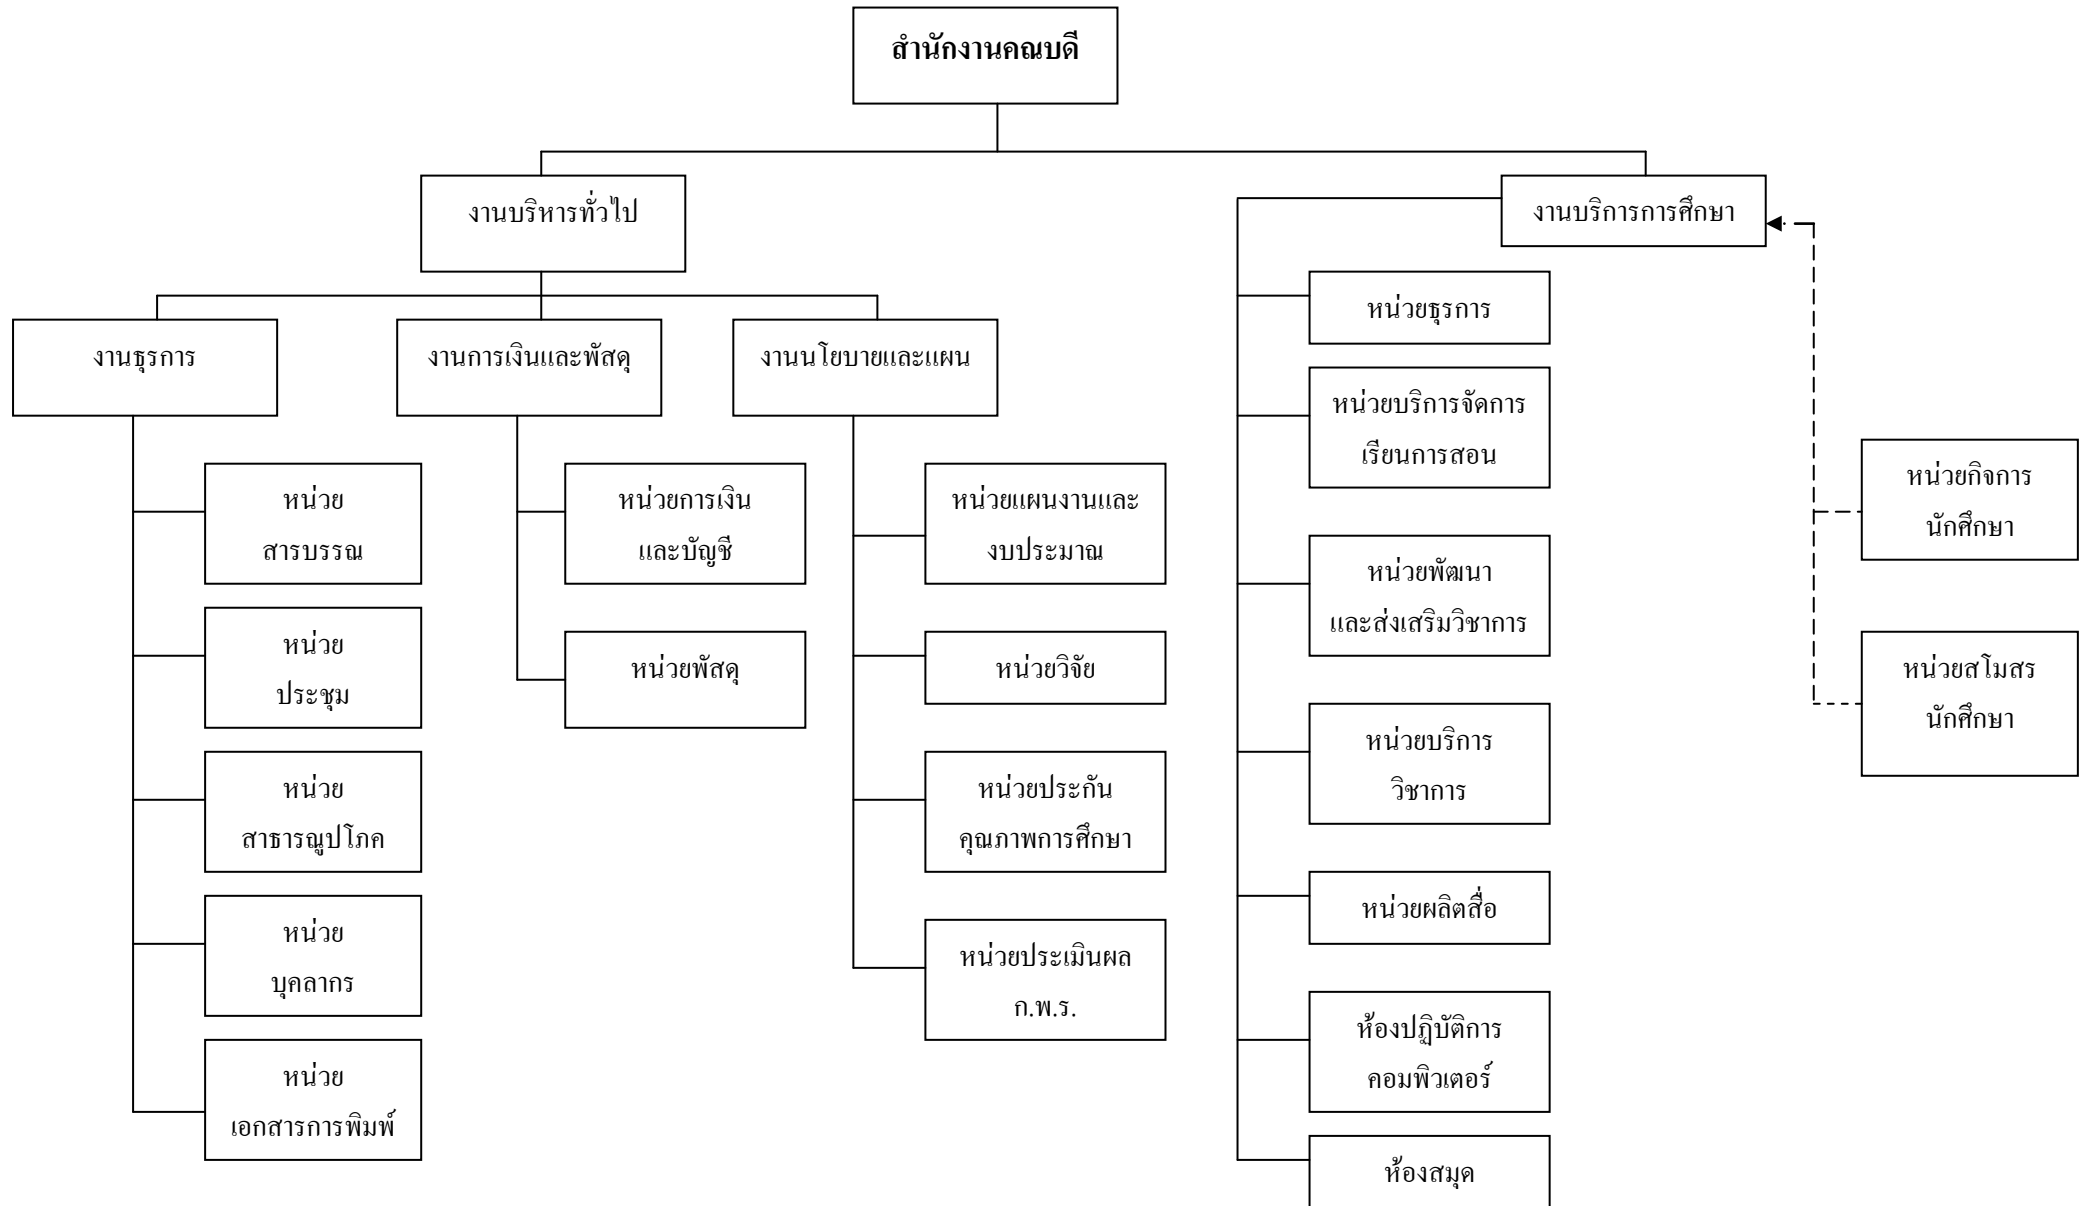 สำนักงานคณบดี
งานบริหารทั่วไป
งานบริการการศึกษา
งานธุรการ
งานการเงินและพัสดุ
งานนโยบายและแผน
หน่วย
สารบรรณ
หน่วย
ประชุม
หน่วย
สาธารณูปโภค
หน่วย
บุคลากร
หน่วย
เอกสารการพิมพ์
หน่วยการเงิน
และบัญชี
หน่วยพัสดุ
หน่วยแผนงานและ
งบประมาณ
หน่วยวิจัย
หน่วยประกัน
คุณภาพการศึกษา
หน่วยประเมินผล
ก.พ.ร.
หน่วยธุรการ
หน่วยบริการจัดการ
เรียนการสอน
หน่วยพัฒนา
และส่งเสริมวิชาการ
หน่วยบริการ
วิชาการ
หน่วยผลิตสื่อ
ห้องปฏิบัติการ
คอมพิวเตอร์
ห้องสมุด
หน่วยกิจการ
นักศึกษา
หน่วยสโมสร
นักศึกษา